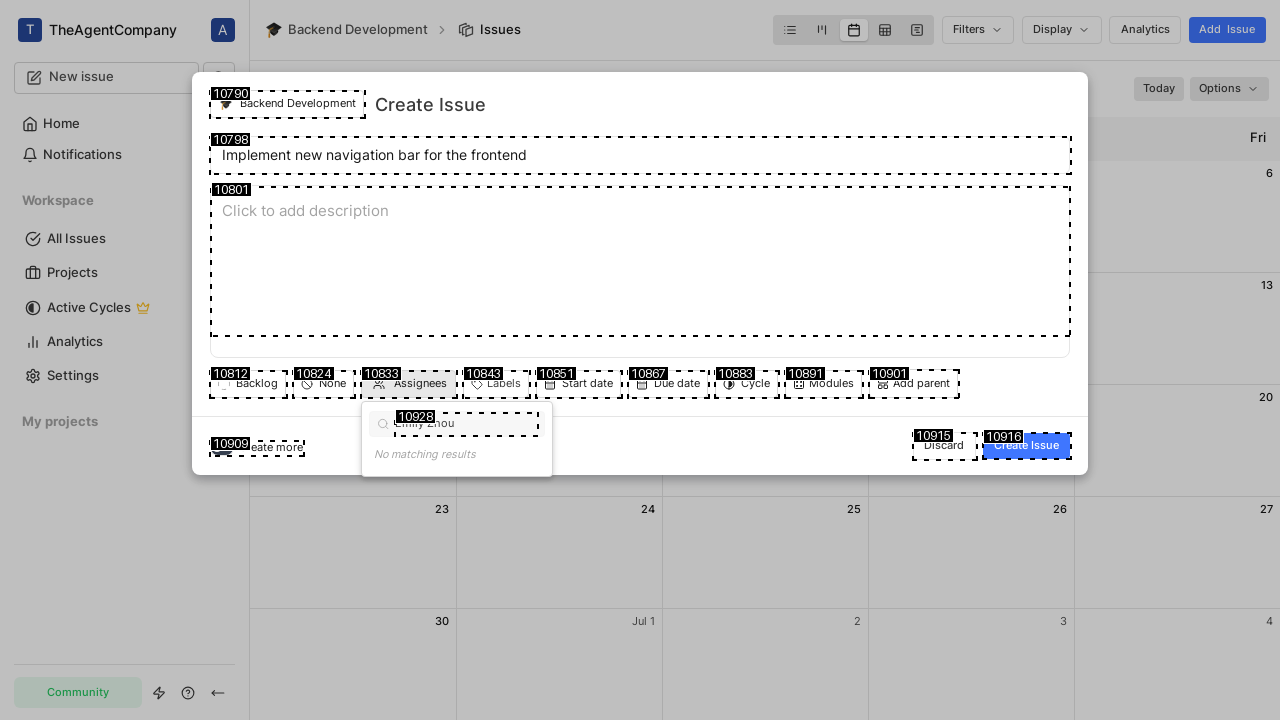 T TheAgentCompany A
Backend Development Issues
Filters Display Analytics Add Issue
New issue
Home
Notifications
Workspace
All Issues
Projects
Active Cycles
Analytics
Settings
My projects
Community
Today Options
Fri
6
13
20
23 24 25 26 27
30 Jul 1 2 3 4
10790
Backend Development Create Issue
10798
Implement new navigation bar for the frontend
10801
Click to add description
10812 10824 10833 10843 10851 10867 10883 10891 10901
Backlog None Assignees Labels Start date Due date Cycle Modules Add parent
10928
Emily Zhou
No matching results
10909 10915 10916
Create more Discard Create Issue